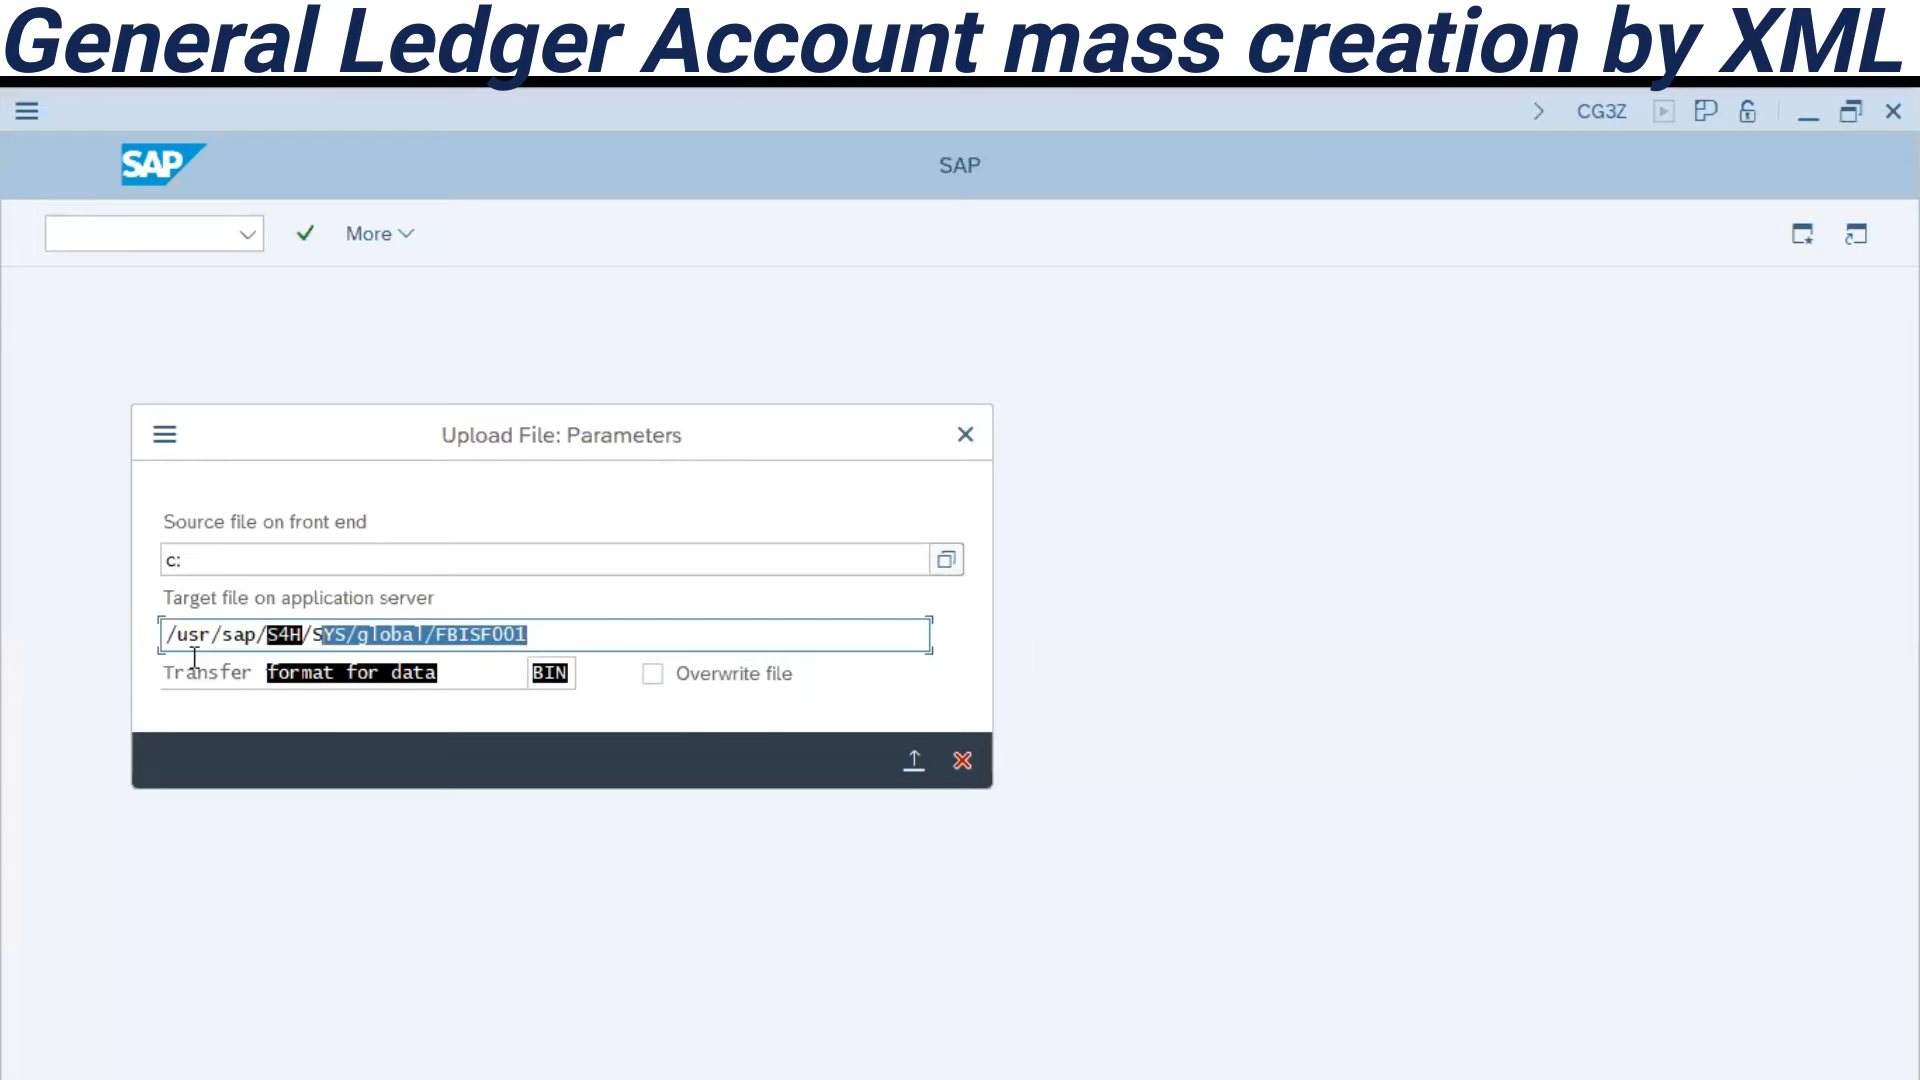 General Ledger Account mass creation by XML
CG3Z
SAP
SAP
More
Upload File: Parameters
Source file on front end
c:
Target file on application server
/usr/sap/S4H/SYS/global/FBISF001
Transfer format for data BIN Overwrite file